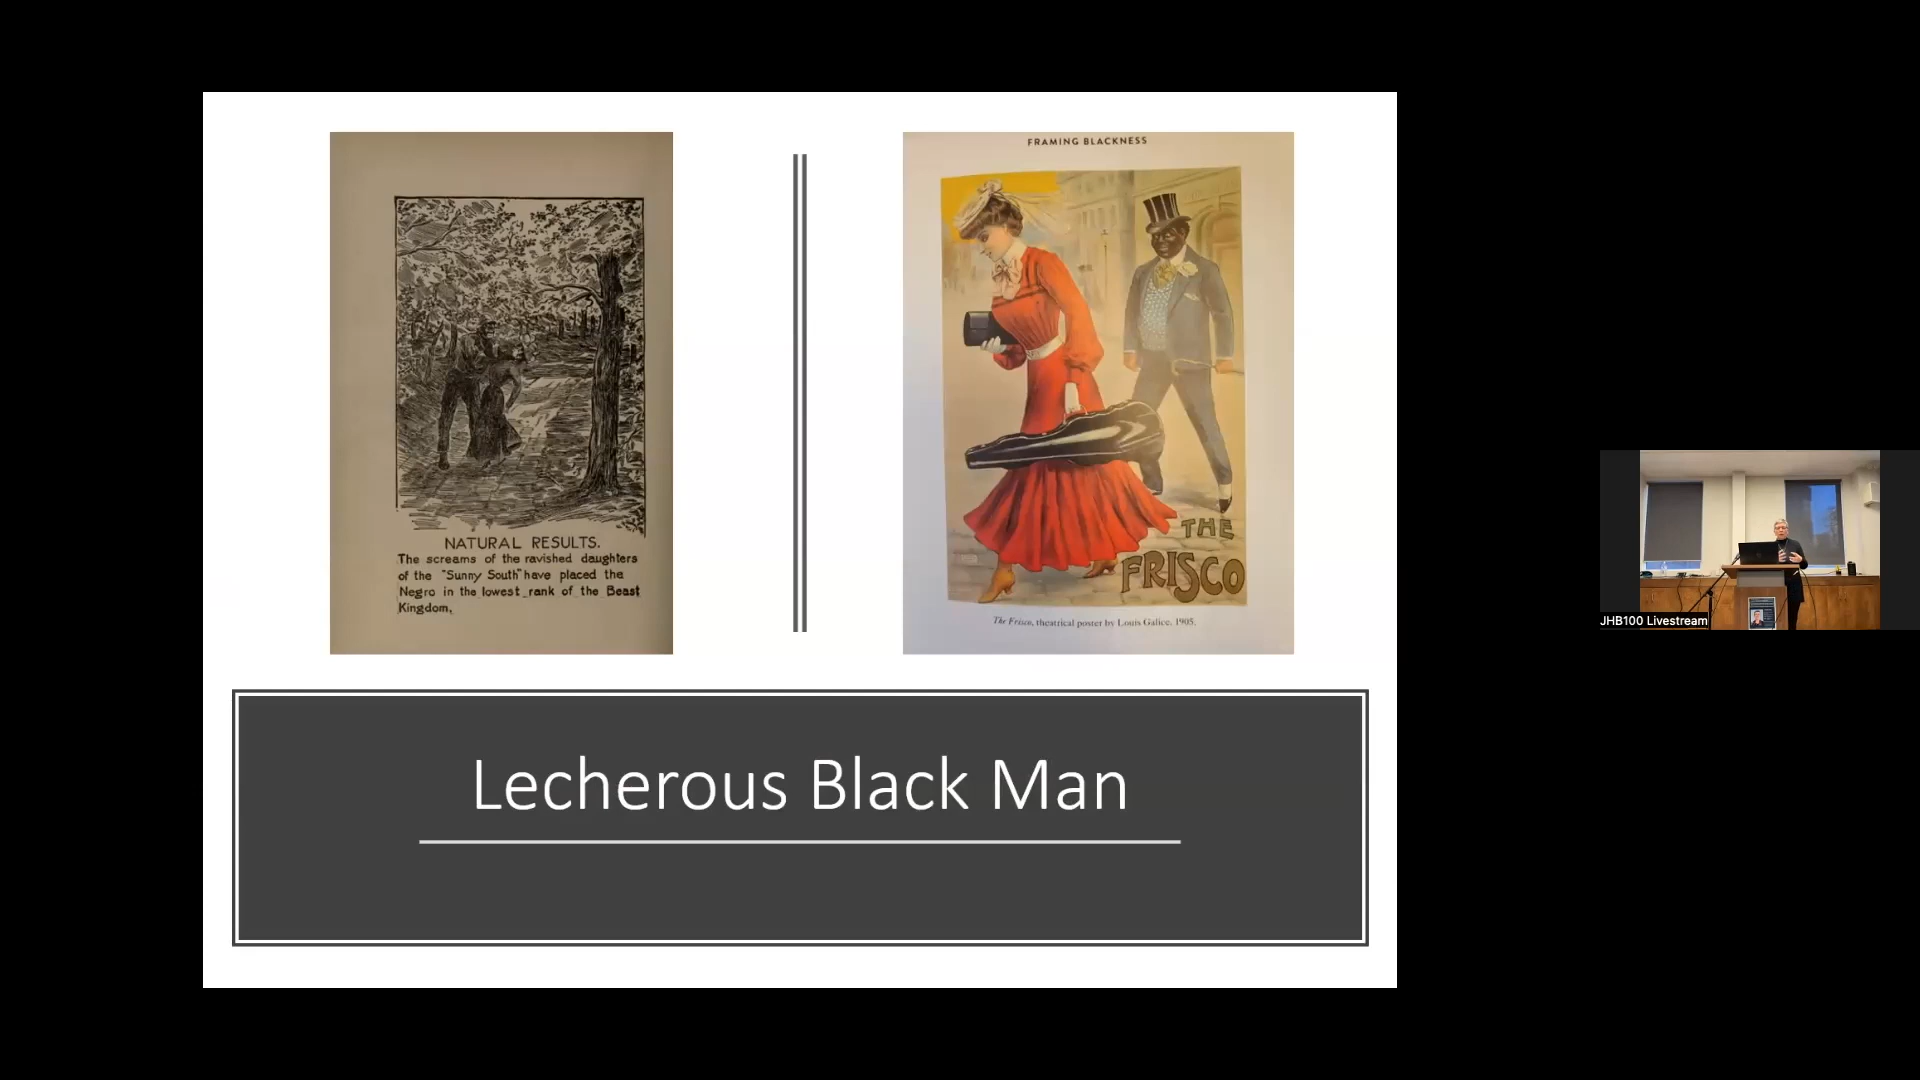 NATURAL RESULTS.
The screams of the ravished daughters
of the "Sunny South" have placed the
Negro in the lowest rank of the Beast
Kingdom.
FRAMING BLACKNESS
THE
FRISCO
The Frisco, theatrical poster by Louis Galice, 1905.
Lecherous Black Man
JHB100 Livestream